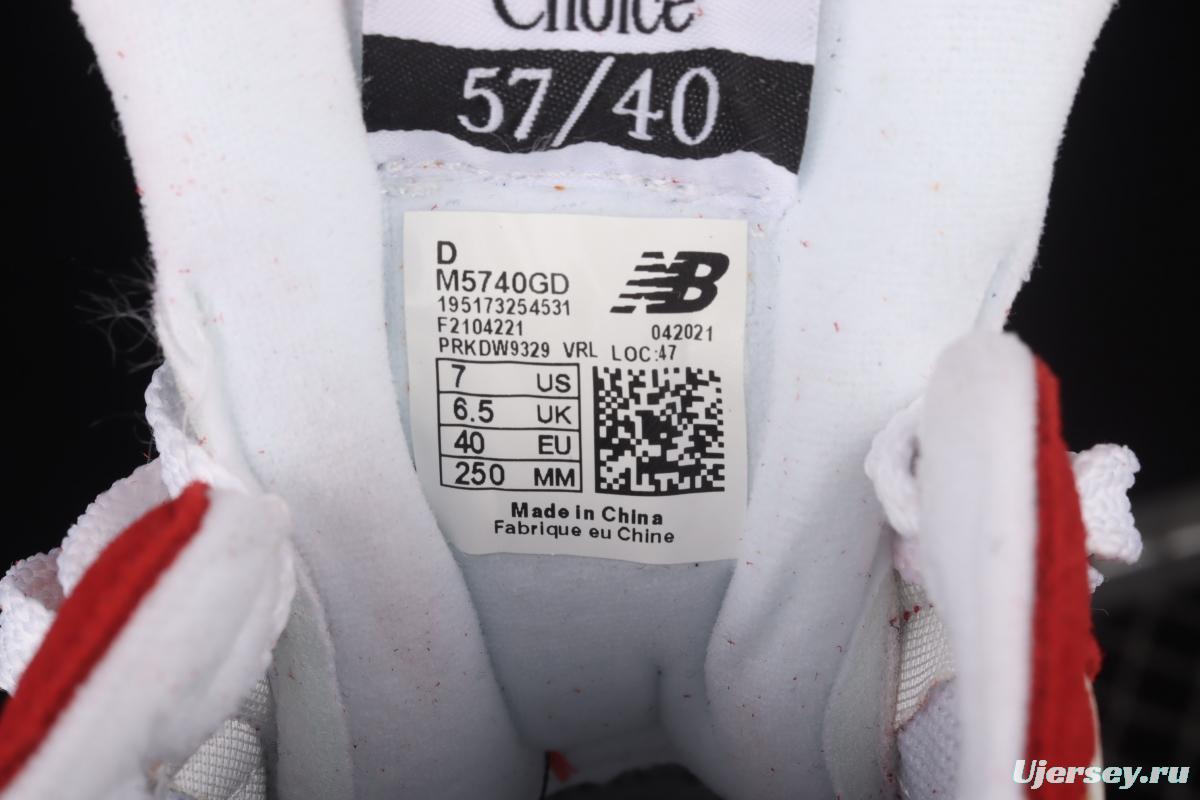 Choice
57/40
D
M5740GD
NB
195173254531
F2104221
042021
PRKDW9329 VRL LOC:47
7 US
6.5 UK
40 EU
250 MM
Made in China
Fabrique eu Chine
Ujersey.ru